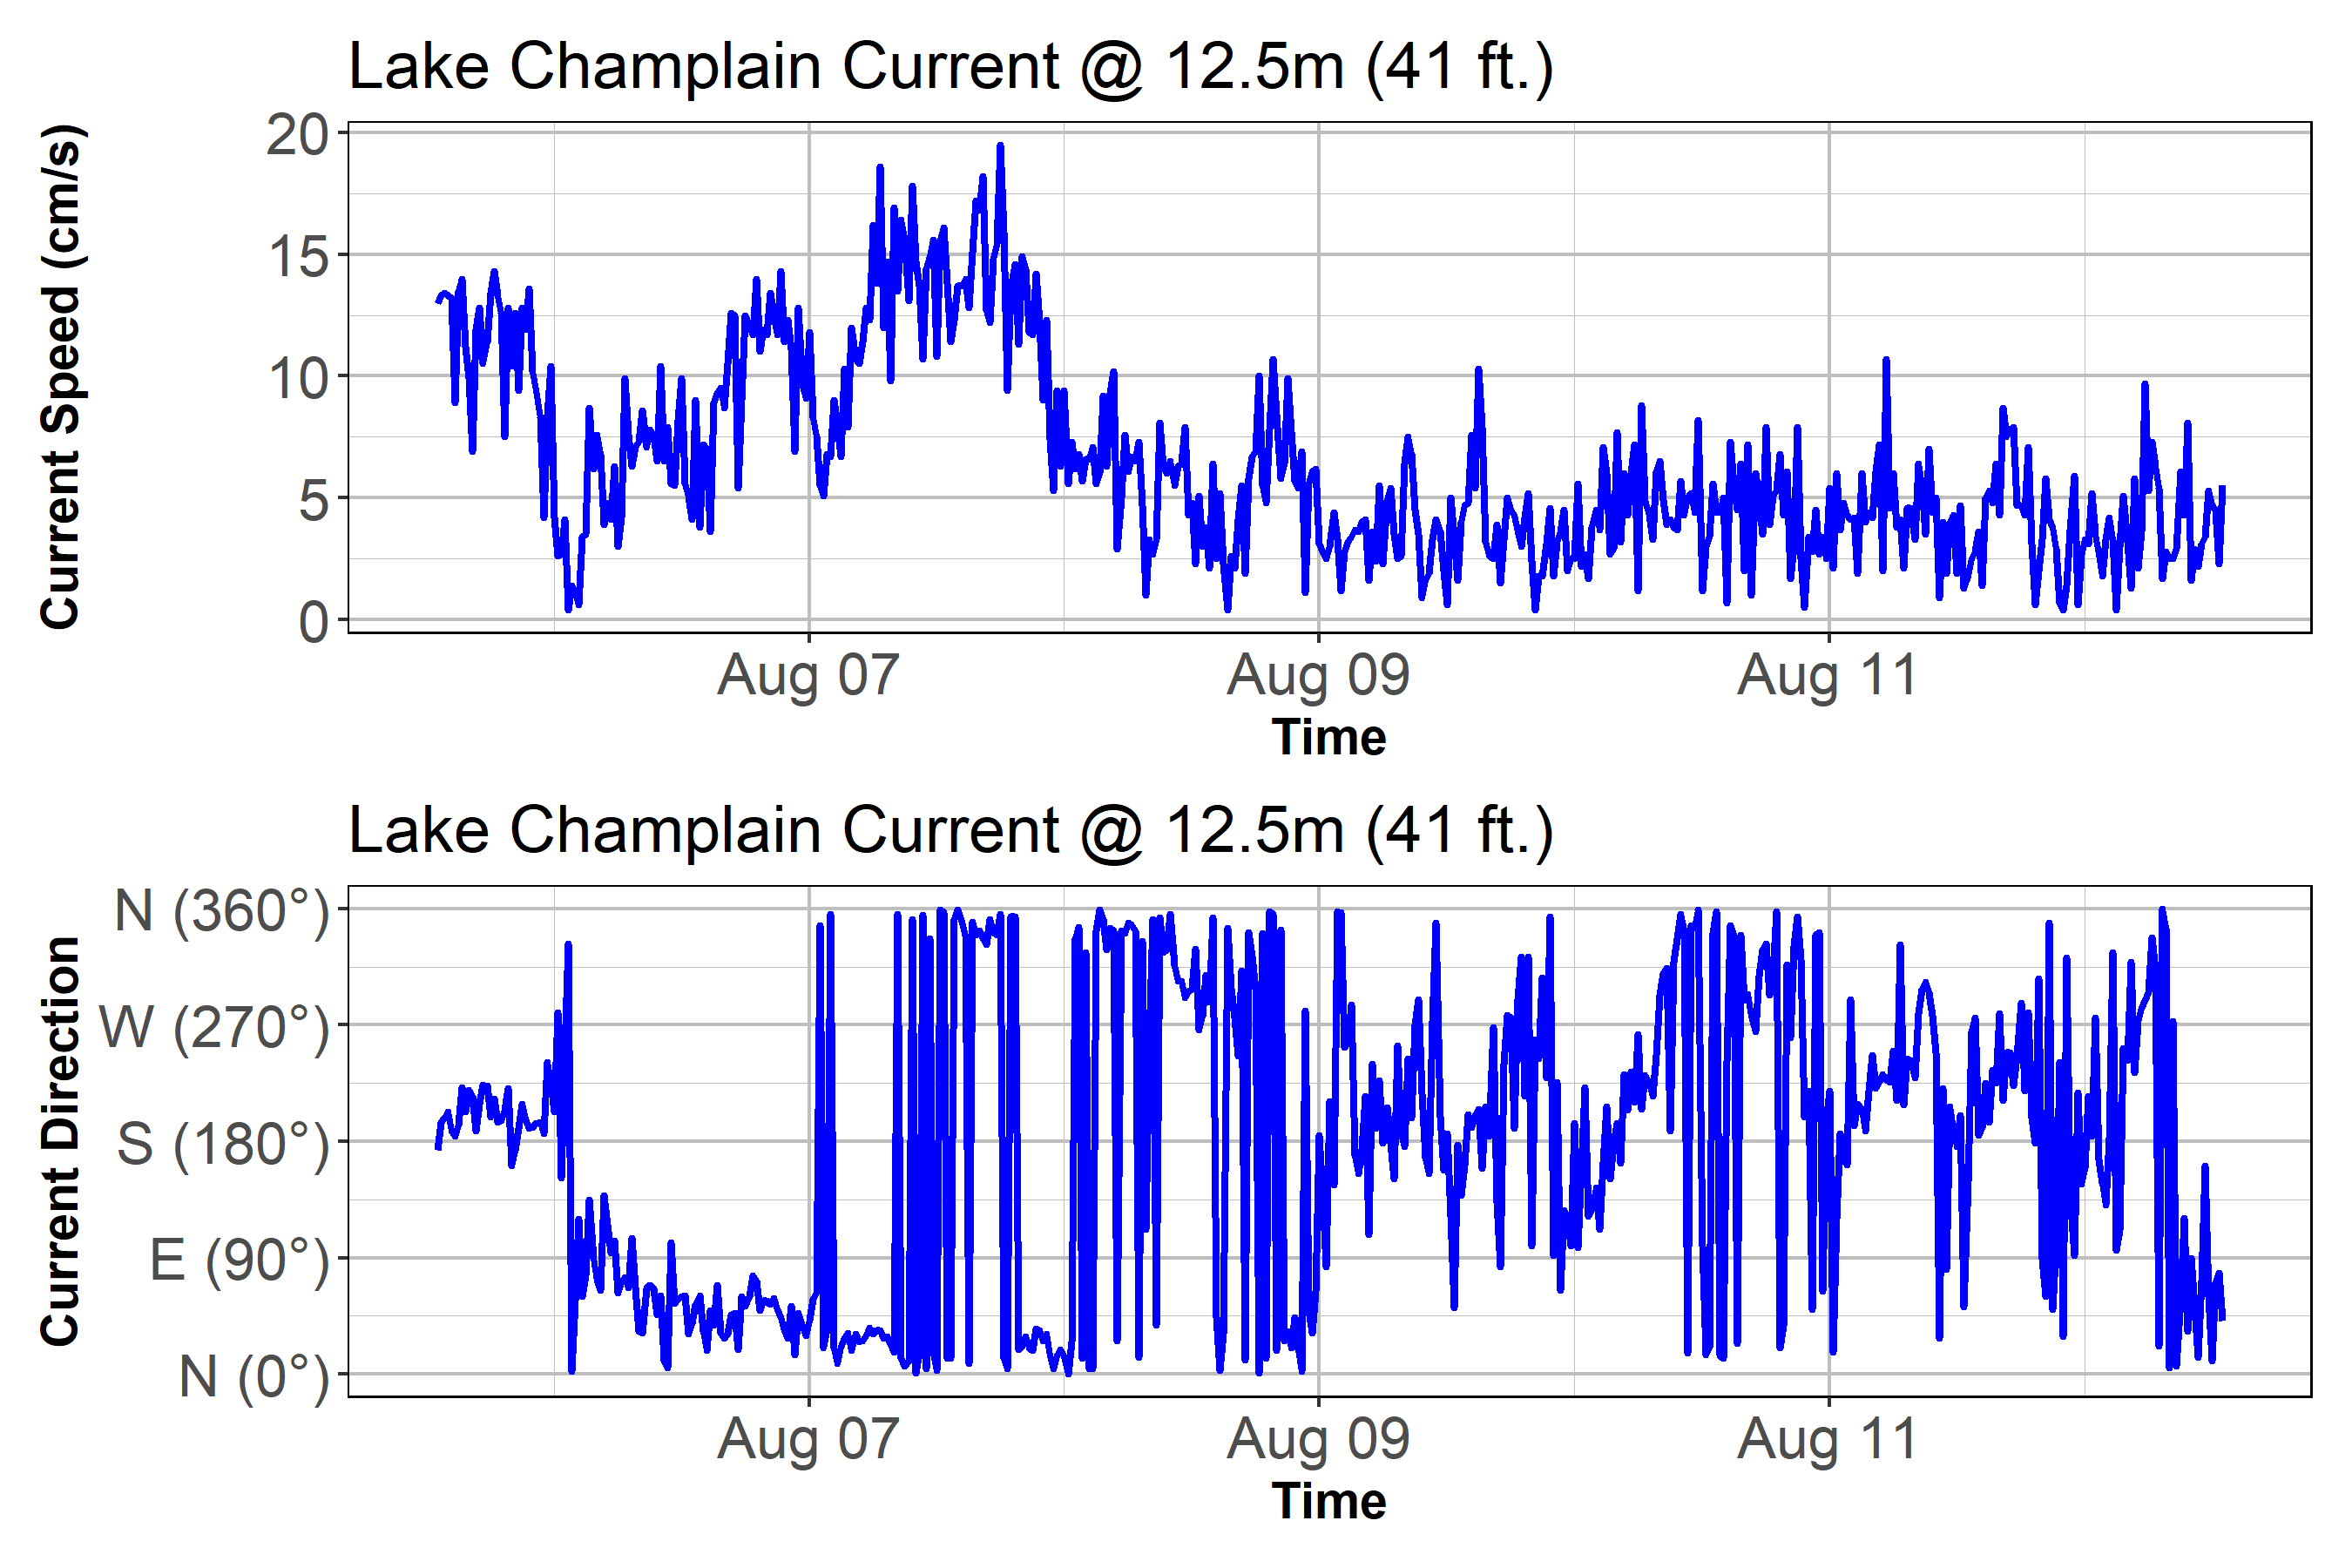 Lake Champlain Current @ 12.5m (41 ft.)
Current Speed (cm/s)
20
15
10
5
0
Aug 07
Aug 09
Aug 11
Time
Lake Champlain Current @ 12.5m (41 ft.)
Current Direction
N (360°)
W (270°)
S (180°)
E (90°)
N (0°)
Aug 07
Aug 09
Aug 11
Time